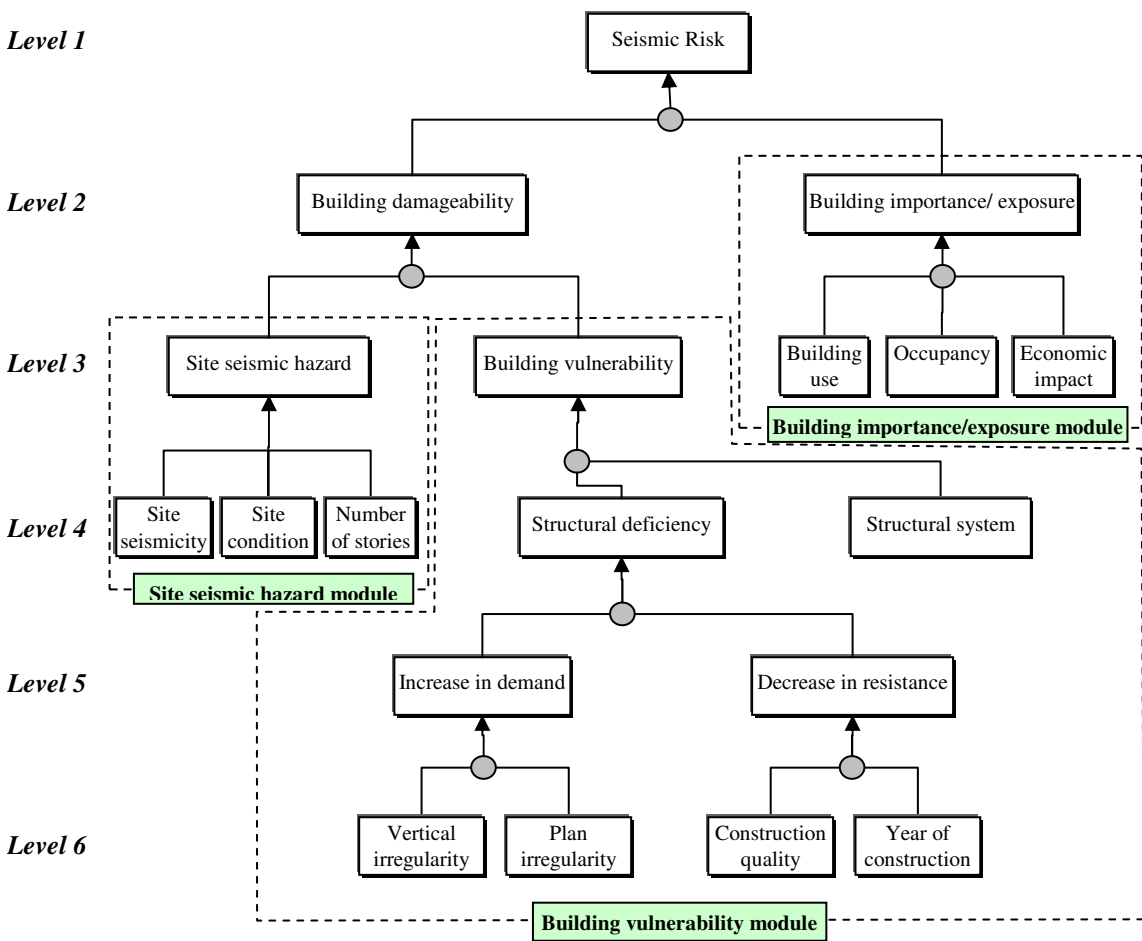 Level 1
Seismic Risk
Level 2
Building damageability
Building importance/ exposure
Level 3
Site seismic hazard
Building vulnerability
Building
use
Occupancy
Economic
impact
Building importance/exposure module
Level 4
Site
seismicity
Site
condition
Number
of stories
Structural deficiency
Structural system
Site seismic hazard module
Level 5
Increase in demand
Decrease in resistance
Level 6
Vertical
irregularity
Plan
irregularity
Construction
quality
Year of
construction
Building vulnerability module